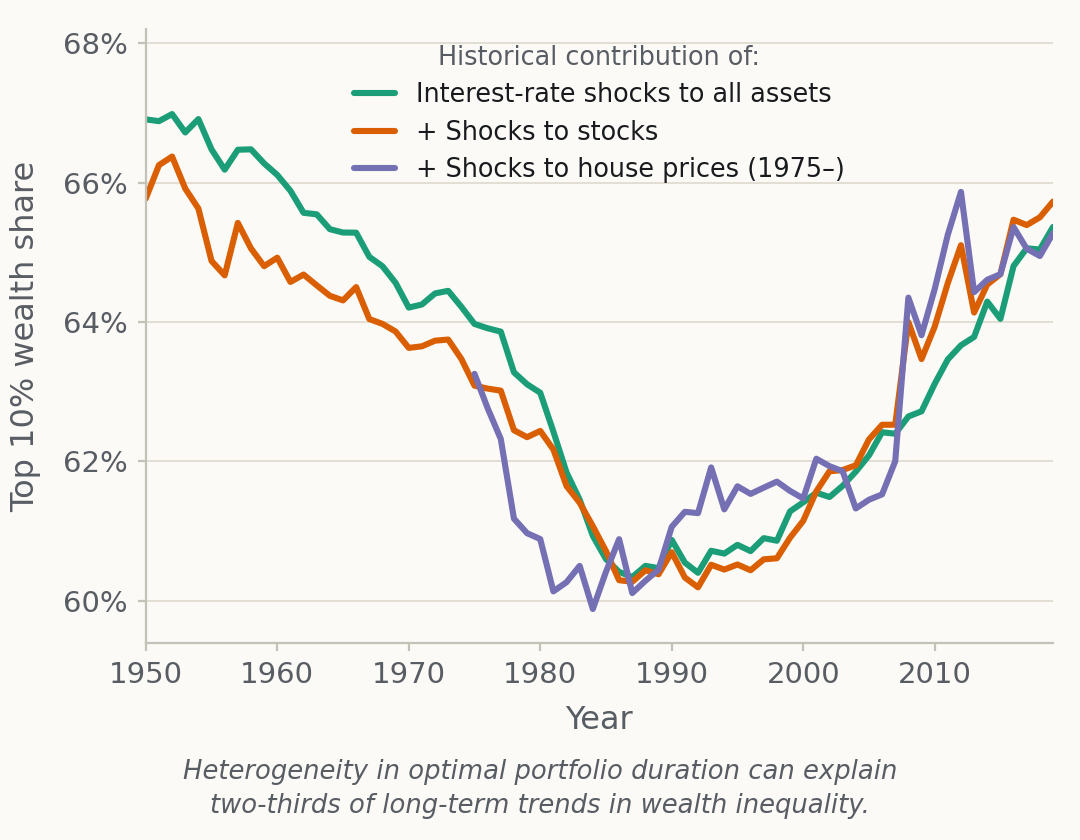 68%
66%
64%
62%
60%
Top 10% wealth share
Historical contribution of:
Interest-rate shocks to all assets
+ Shocks to stocks
+ Shocks to house prices (1975–)
1950 1960 1970 1980 1990 2000 2010
Year
Heterogeneity in optimal portfolio duration can explain
two-thirds of long-term trends in wealth inequality.